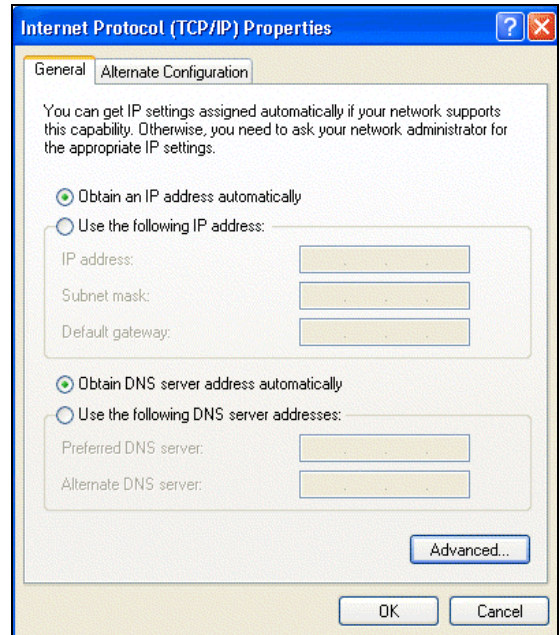 Internet Protocol (TCP/IP) Properties
General
Alternate Configuration
You can get IP settings assigned automatically if your network supports
this capability. Otherwise, you need to ask your network administrator for
the appropriate IP settings.
Obtain an IP address automatically
Use the following IP address:
IP address:
Subnet mask:
Default gateway:
Obtain DNS server address automatically
Use the following DNS server addresses:
Preferred DNS server:
Alternate DNS server:
Advanced...
OK
Cancel